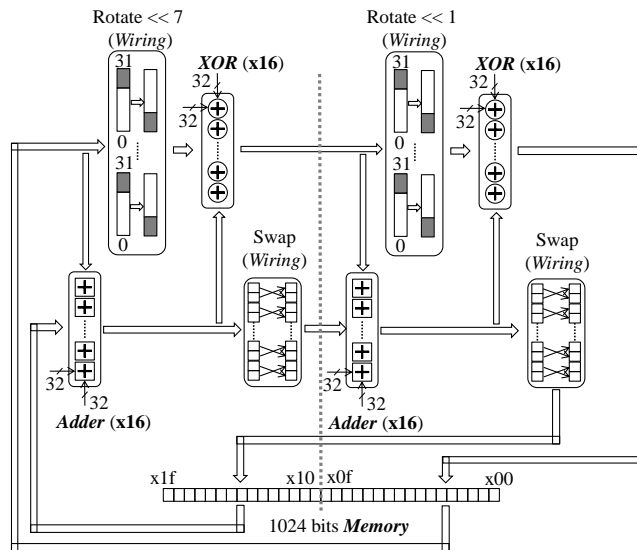 Rotate << 7
(Wiring)
31
0
31
0
XOR (x16)
32
32
Rotate << 1
(Wiring)
31
0
31
0
XOR (x16)
32
32
Swap
(Wiring)
32
32
Adder (x16)
Swap
(Wiring)
32
32
Adder (x16)
x1f
x10
x0f
x00
1024 bits Memory